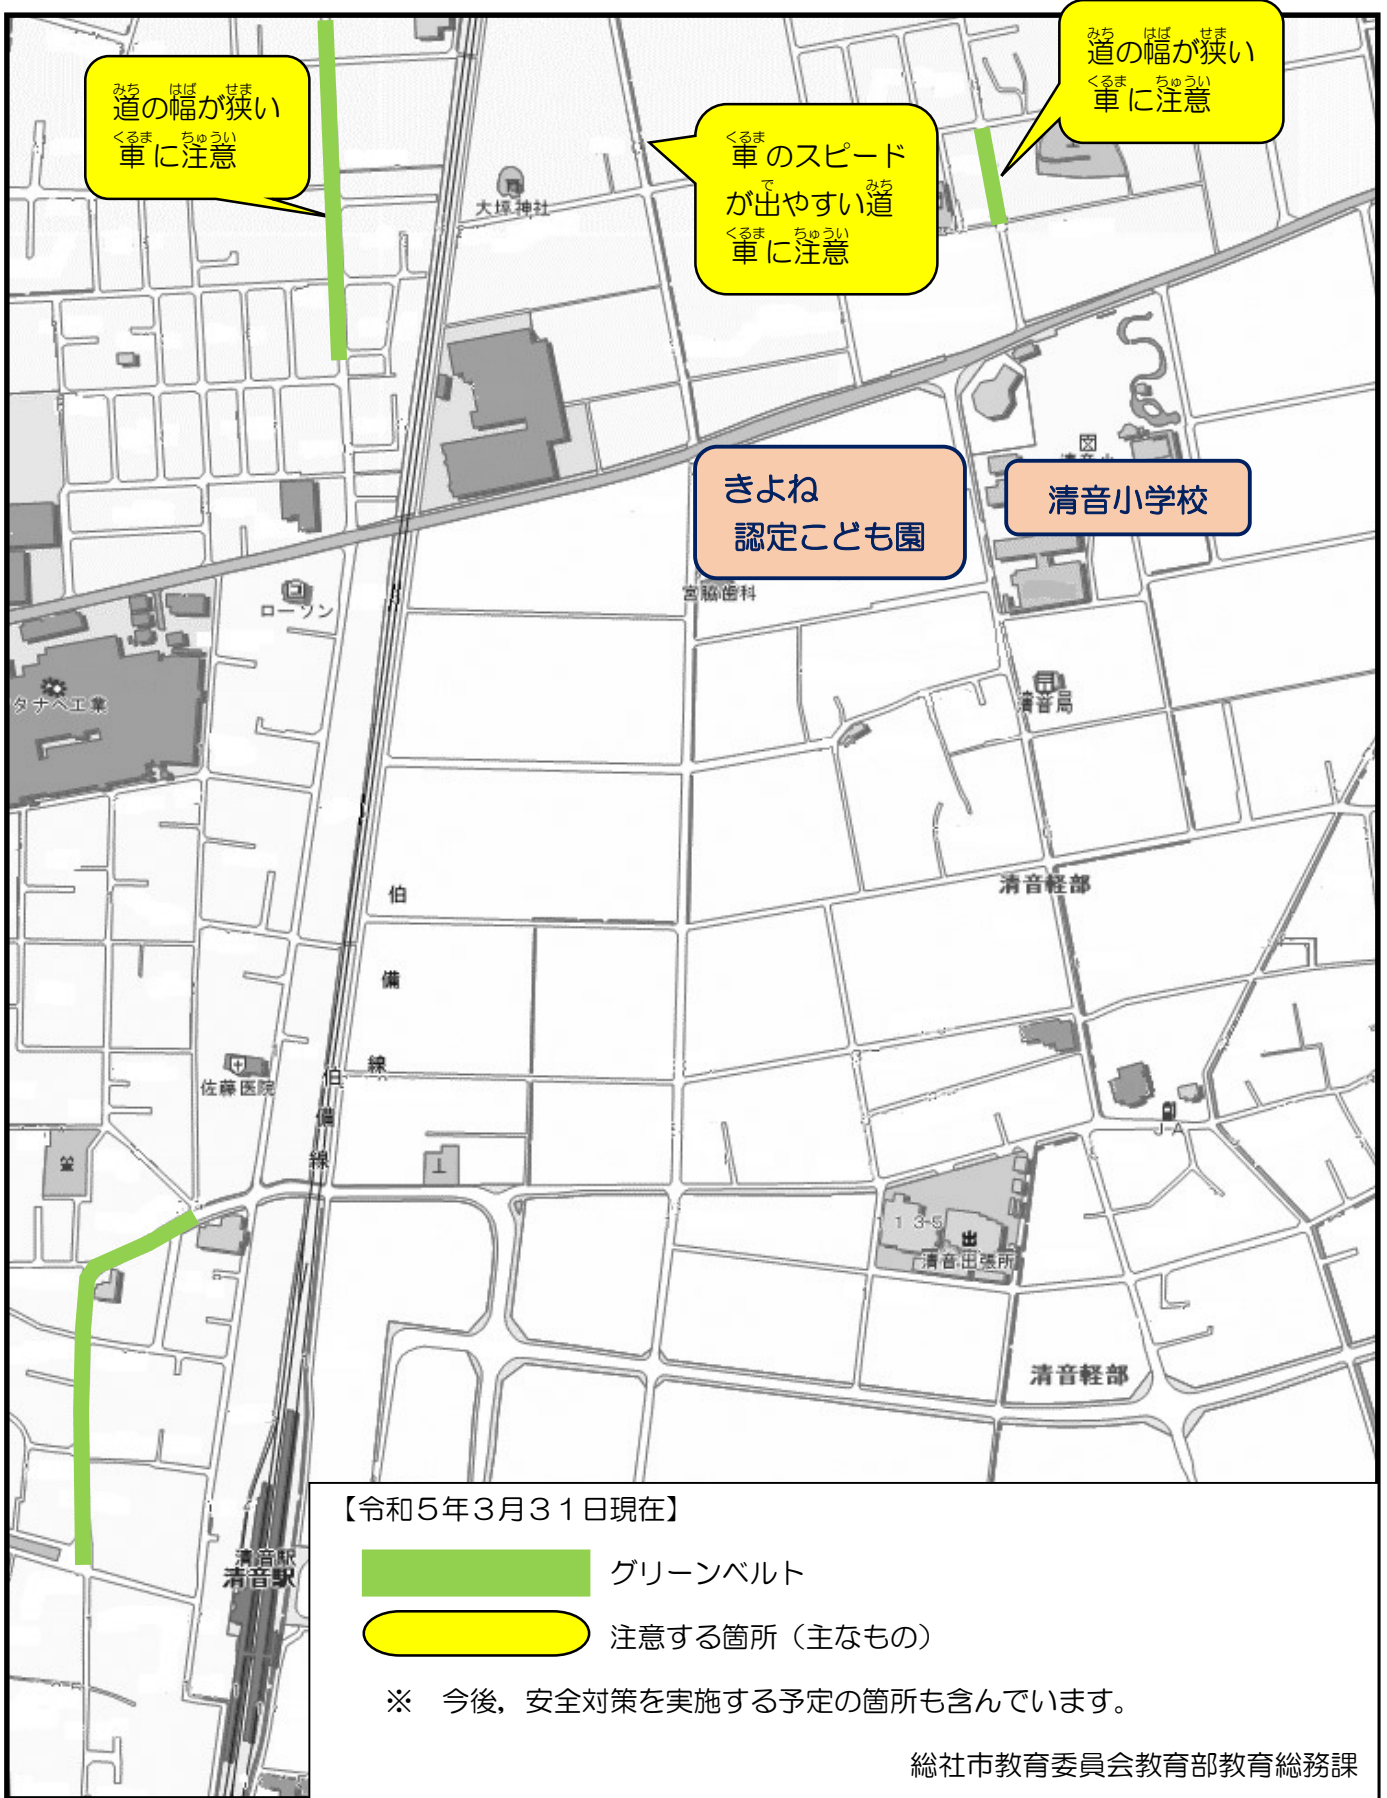 道の幅が狭い
車に注意
道の幅が狭い
車に注意
車のスピード
が出やすい道
車に注意
大塚神社
きよね
認定こども園
清音小学校
宮脇歯科
ローソン
タナベ工業
清音局
清音軽部
伯
備
線
伯
備
線
佐藤医院
JA
1135
清音出張所
清音軽部
清音駅
清音駅
【令和5年3月31日現在】
グリーンベルト
注意する箇所(主なもの)
※ 今後,安全対策を実施する予定の箇所も含んでいます。
総社市教育委員会教育部教育総務課